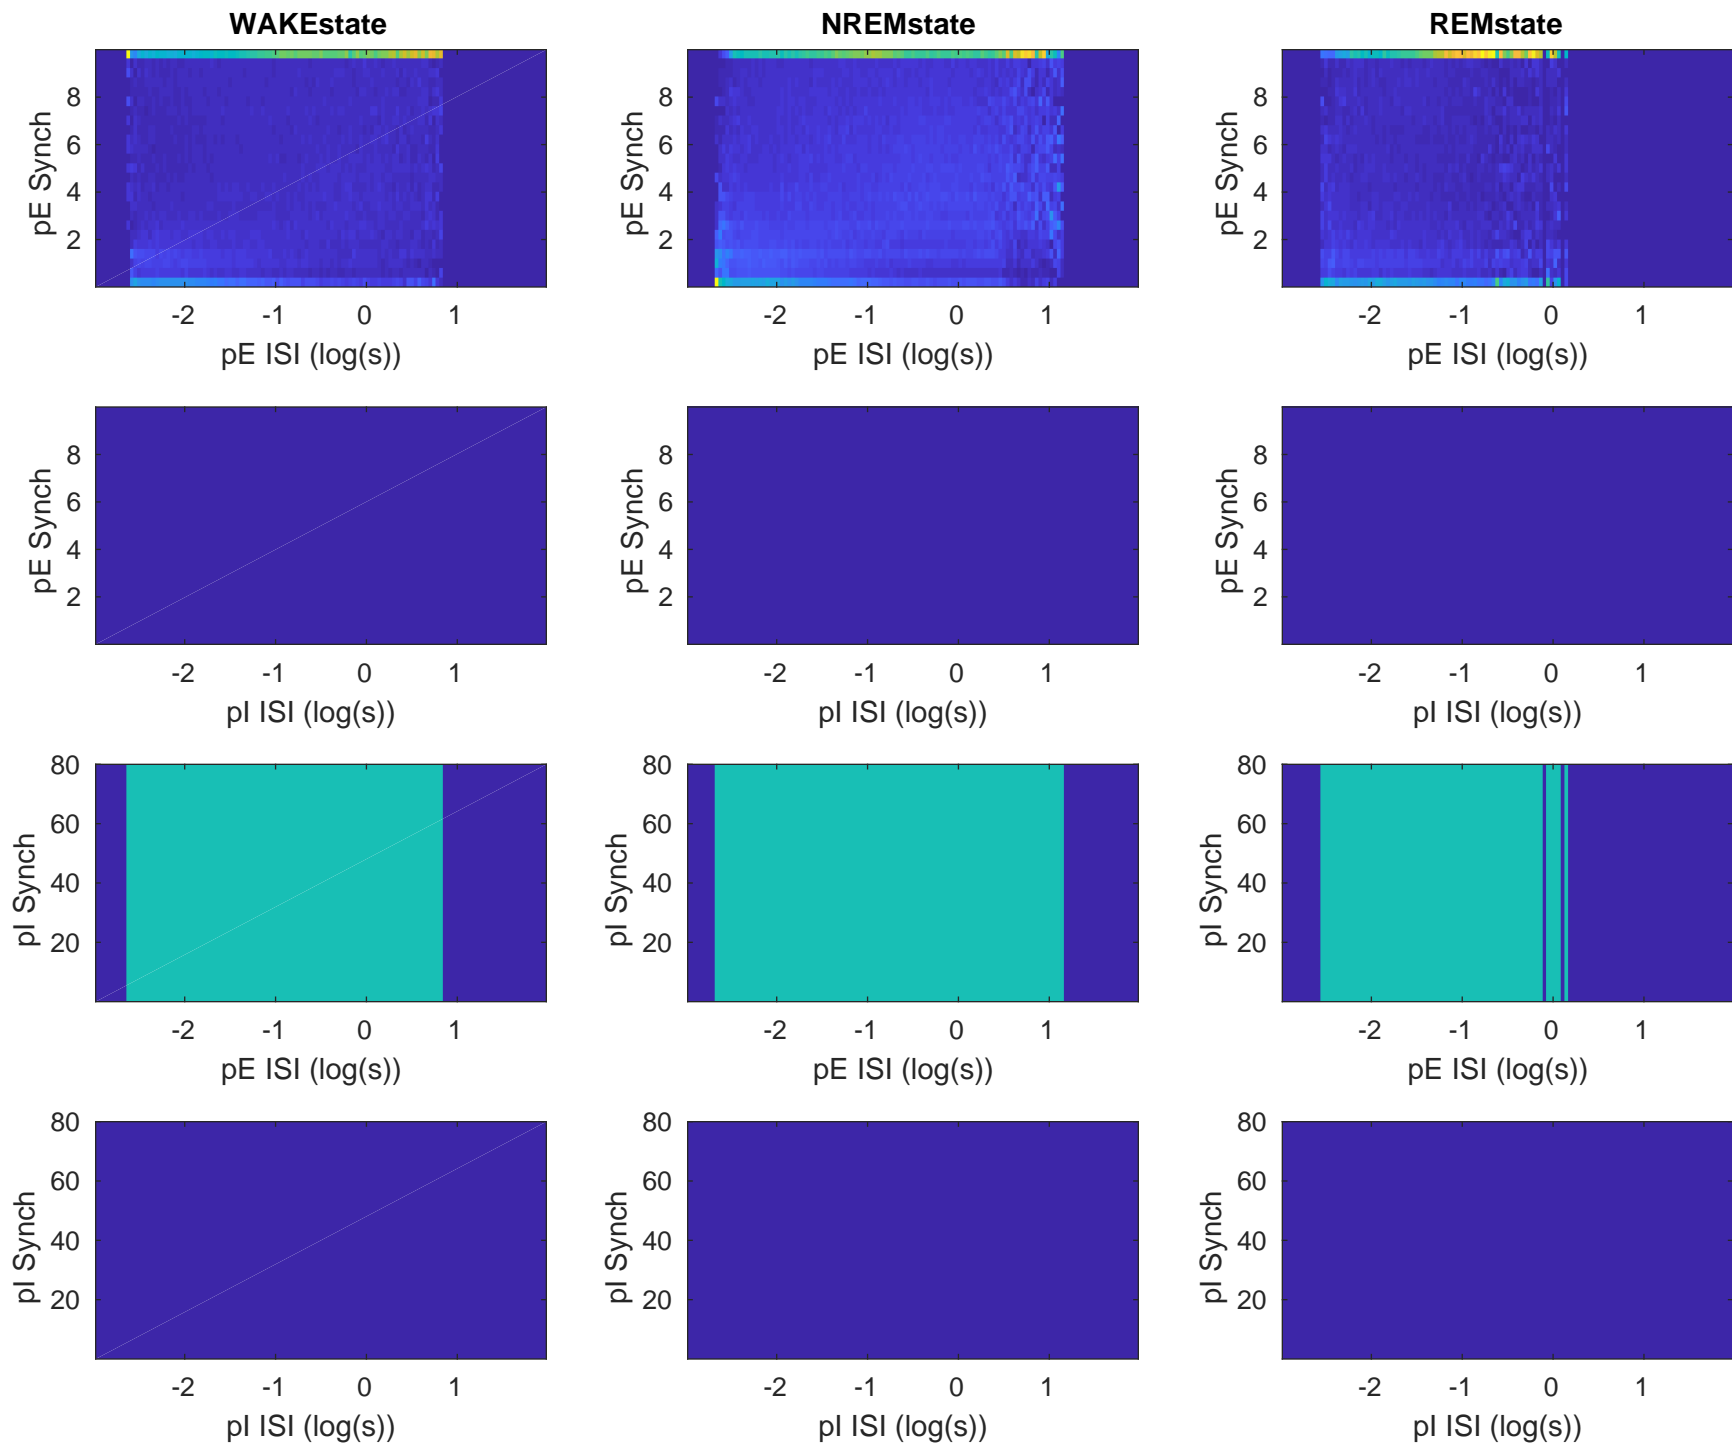 WAKEstate NREMstate REMstate
8 8 8
6 6 6
4 4 4
2 2 2
pE Synch pE Synch pE Synch
-2 -1 0 1 -2 -1 0 1 -2 -1 0 1
pE ISI (log(s)) pE ISI (log(s)) pE ISI (log(s))
8 8 8
6 6 6
4 4 4
2 2 2
pE Synch pE Synch pE Synch
-2 -1 0 1 -2 -1 0 1 -2 -1 0 1
pI ISI (log(s)) pI ISI (log(s)) pI ISI (log(s))
80 80 80
60 60 60
40 40 40
20 20 20
pI Synch pI Synch pI Synch
-2 -1 0 1 -2 -1 0 1 -2 -1 0 1
pE ISI (log(s)) pE ISI (log(s)) pE ISI (log(s))
80 80 80
60 60 60
40 40 40
20 20 20
pI Synch pI Synch pI Synch
-2 -1 0 1 -2 -1 0 1 -2 -1 0 1
pI ISI (log(s)) pI ISI (log(s)) pI ISI (log(s))